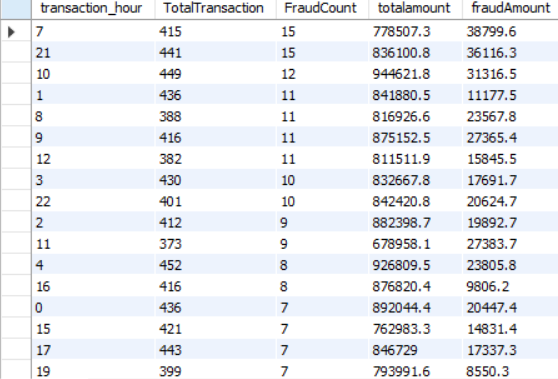 transaction_hour TotalTransaction FraudCount totalamount fraudAmount
7 415 15 778507.3 38799.6
21 441 15 836100.8 36116.3
10 449 12 944621.8 31316.5
1 436 11 841880.5 11177.5
8 388 11 816926.6 23567.8
9 416 11 875152.5 27365.4
12 382 11 811511.9 15845.5
3 430 10 832667.8 17691.7
22 401 10 842420.8 20624.7
2 412 9 882398.7 19892.7
11 373 9 678958.1 27383.7
4 452 8 926809.5 23805.8
16 416 8 876820.4 9806.2
0 436 7 892044.4 20447.4
15 421 7 762983.3 14831.4
17 443 7 846729 17337.3
19 399 7 793991.6 8550.3